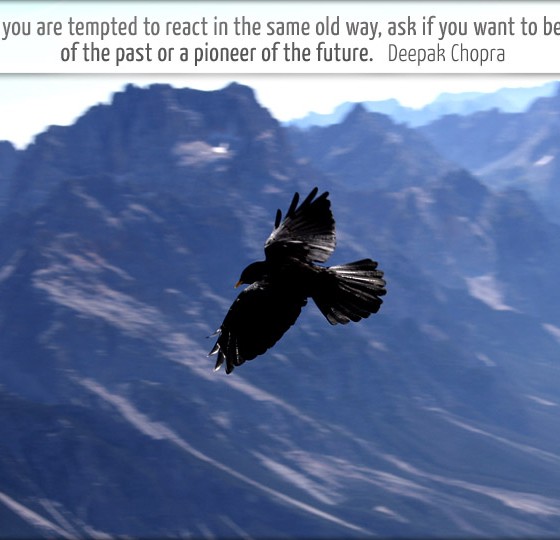 you are tempted to react in the same old way, ask if you want to be
of the past or a pioneer of the future. Deepak Chopra